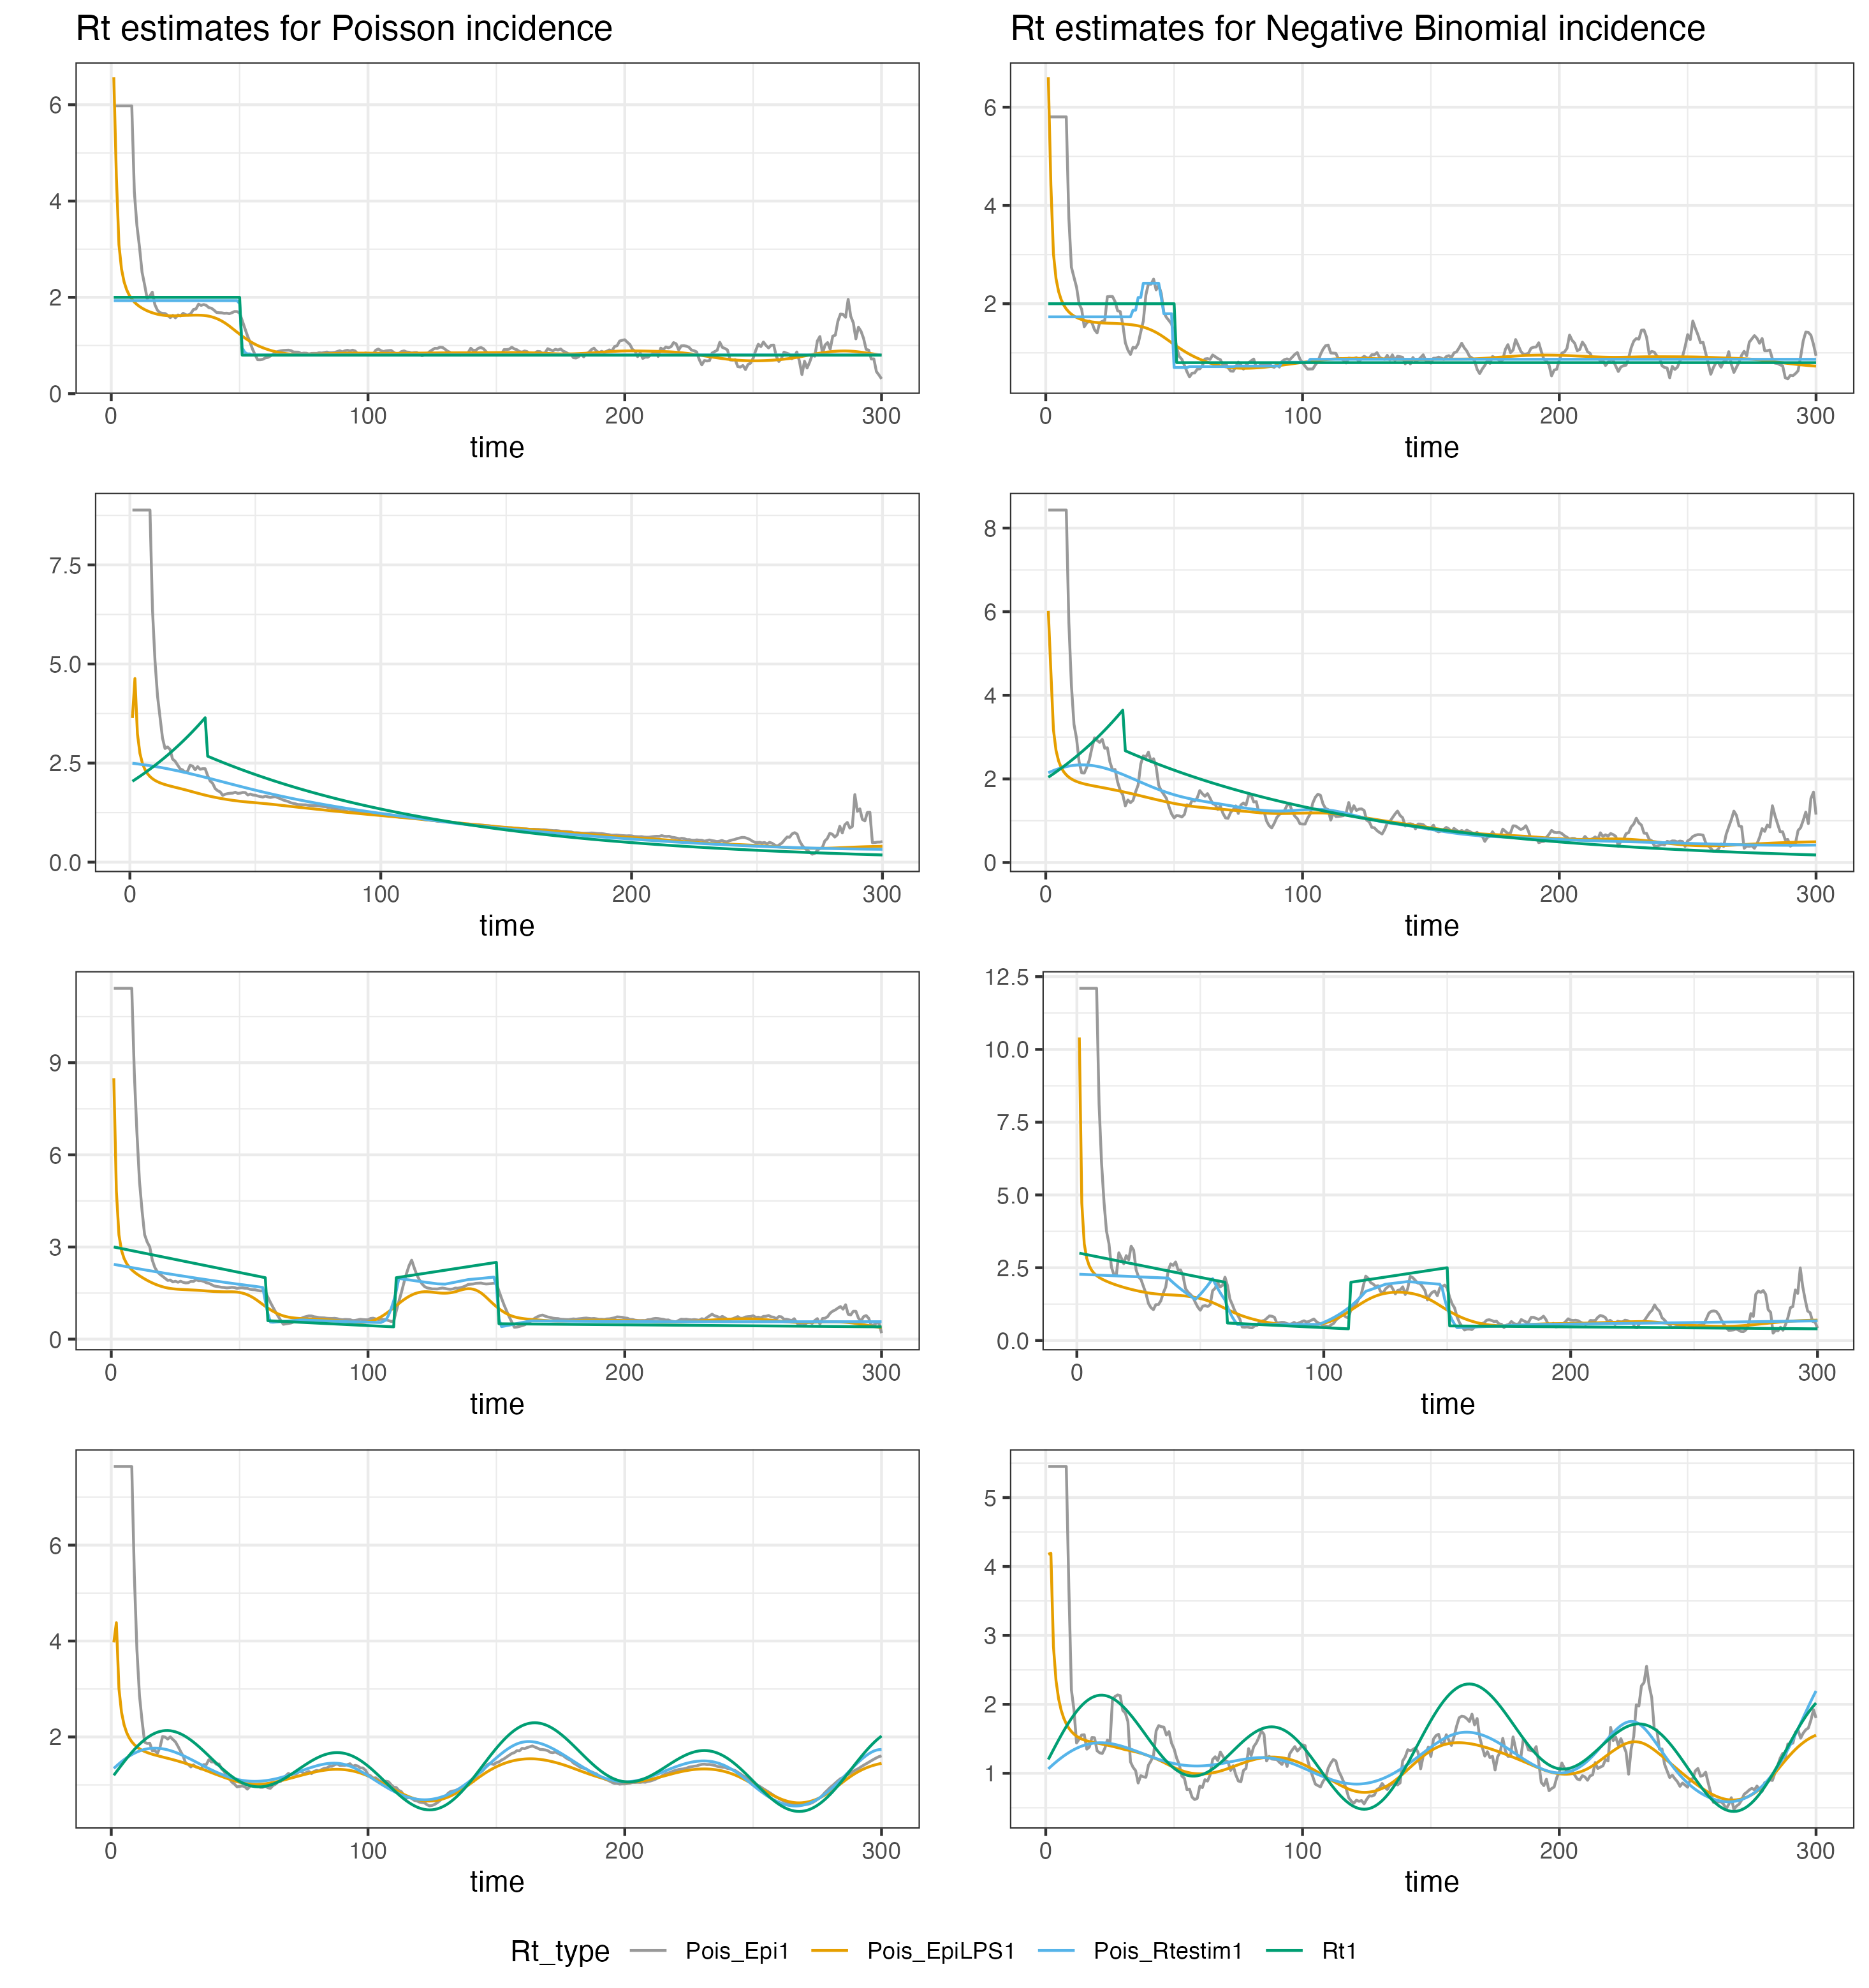 Rt estimates for Poisson incidence
6
4
2
0
0 100 200 300
time
Rt estimates for Negative Binomial incidence
6
4
2
0 100 200 300
time
7.5
5.0
2.5
0.0
0 100 200 300
time
8
6
4
2
0
0 100 200 300
time
9
6
3
0
0 100 200 300
time
12.5
10.0
7.5
5.0
2.5
0.0
0 100 200 300
time
6
4
2
0 100 200 300
time
5
4
3
2
1
0 100 200 300
time
Rt_type Pois_Epi1 Pois_EpiLPS1 Pois_Rtestim1 Rt1